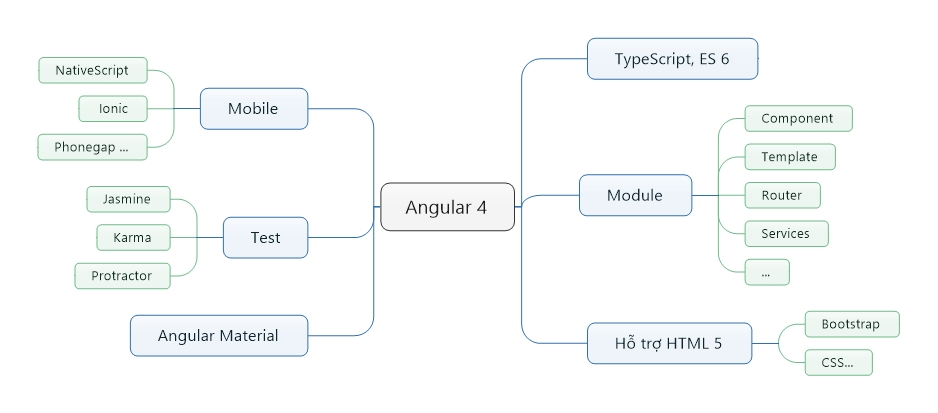 Angular 4
TypeScript, ES 6
Module
Component
Template
Router
Services
...
Hỗ trợ HTML 5
Bootstrap
CSS...
Mobile
NativeScript
Ionic
Phonegap ...
Test
Jasmine
Karma
Protractor
Angular Material